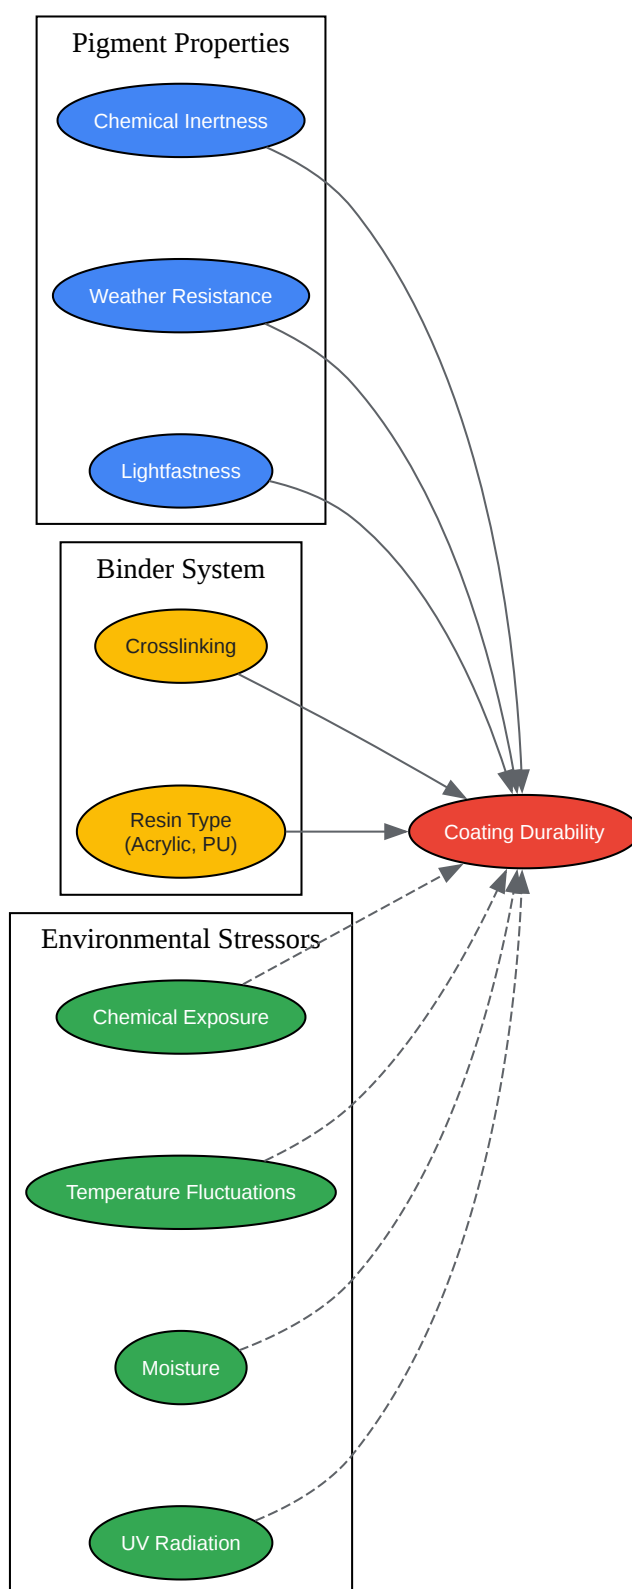 Pigment Properties
Chemical Inertness
Weather Resistance
Lightfastness
Binder System
Crosslinking
Resin Type
(Acrylic, PU)
Coating Durability
Environmental Stressors
Chemical Exposure
Temperature Fluctuations
Moisture
UV Radiation